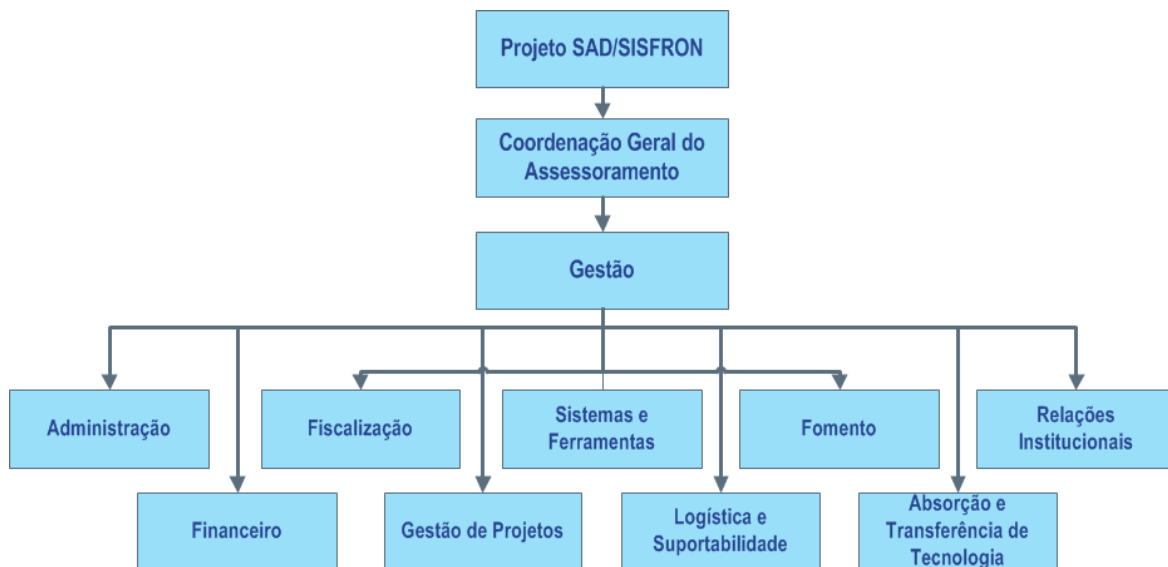 Projeto SAD/SISFRON
Coordenação Geral do
Assessoramento
Gestão
Administração
Fiscalização
Sistemas e
Ferramentas
Fomento
Relações
Institucionais
Financeiro
Gestão de Projetos
Logística e
Suportabilidade
Absorção e
Transferência de
Tecnologia